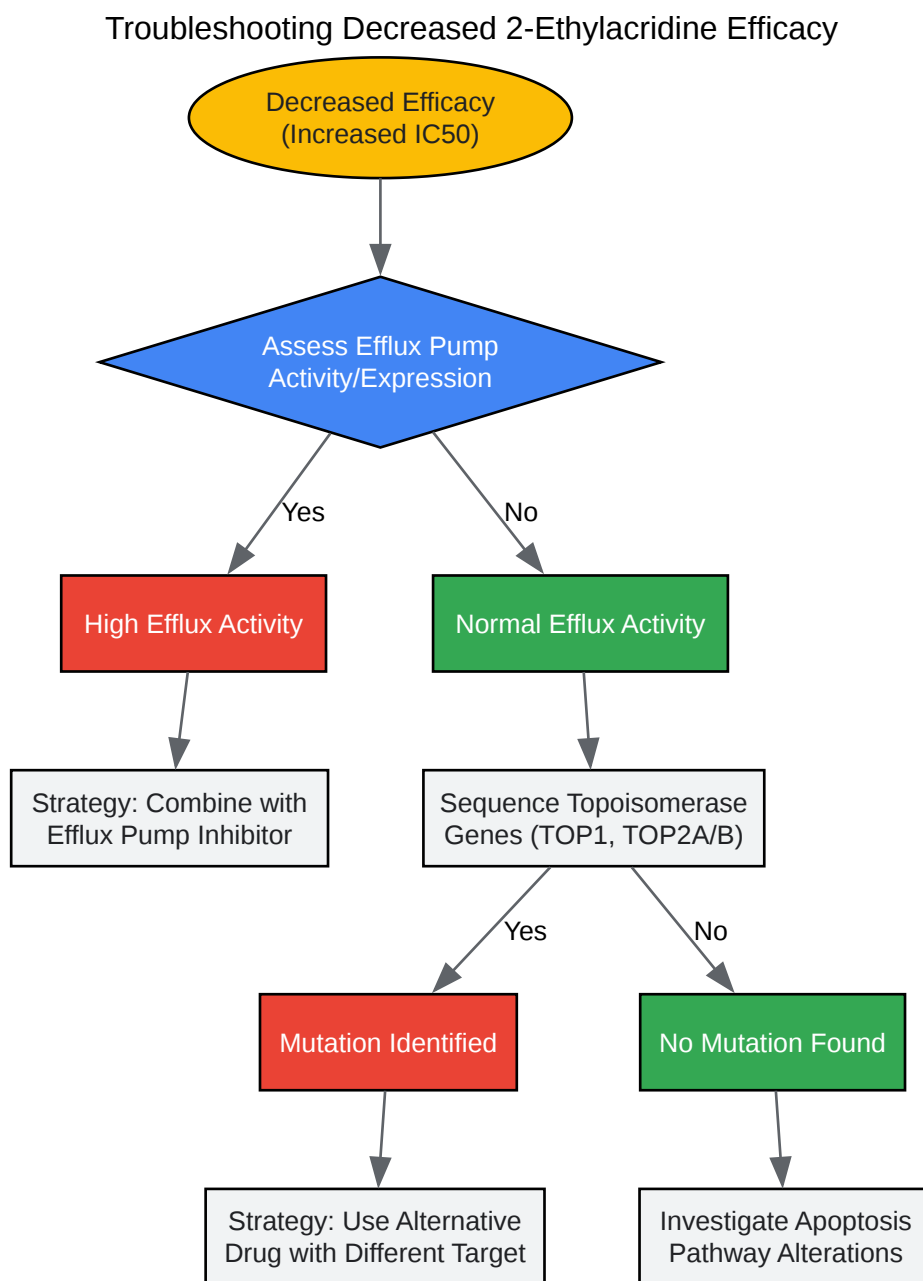 Troubleshooting Decreased 2-Ethylacridine Efficacy
Decreased Efficacy
(Increased IC50)
Assess Efflux Pump
Activity/Expression
Yes
No
High Efflux Activity
Normal Efflux Activity
Strategy: Combine with
Efflux Pump Inhibitor
Sequence Topoisomerase
Genes (TOP1, TOP2A/B)
Yes
No
Mutation Identified
No Mutation Found
Strategy: Use Alternative
Drug with Different Target
Investigate Apoptosis
Pathway Alterations